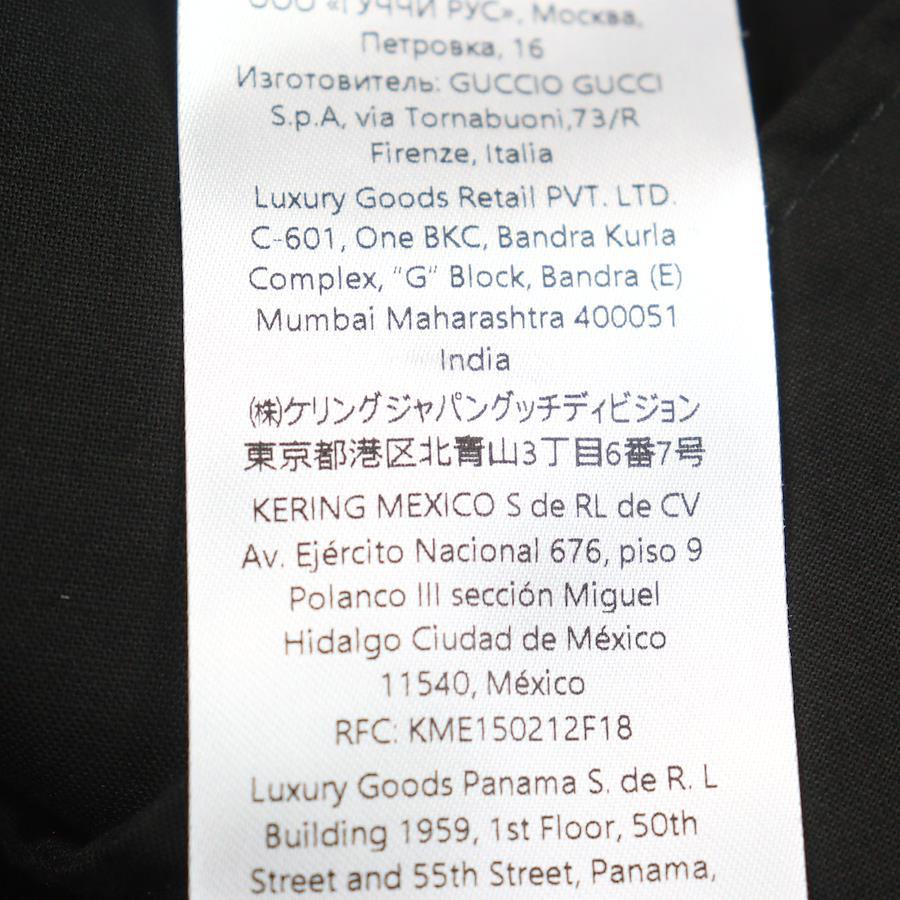 ООО «ГУЧЧИ РУС», Москва,
Петровка, 16
Изготовитель: GUCCIO GUCCI
S.p.A, via Tornabuoni,73/R
Firenze, Italia
Luxury Goods Retail PVT. LTD.
C-601, One BKC, Bandra Kurla
Complex, "G" Block, Bandra (E)
Mumbai Maharashtra 400051
India
㈱ケリングジャパングッチディビジョン
東京都港区北青山3丁目6番7号
KERING MEXICO S de RL de CV
Av. Ejército Nacional 676, piso 9
Polanco III sección Miguel
Hidalgo Ciudad de México
11540, México
RFC: KME150212F18
Luxury Goods Panama S. de R. L
Building 1959, 1st Floor, 50th
Street and 55th Street, Panama,